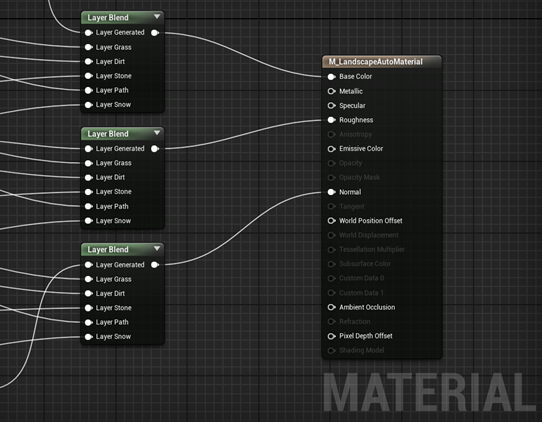 Layer Blend
Layer Generated
Layer Grass
Layer Dirt
Layer Stone
Layer Path
Layer Snow
Layer Blend
Layer Generated
Layer Grass
Layer Dirt
Layer Stone
Layer Path
Layer Snow
Layer Blend
Layer Generated
Layer Grass
Layer Dirt
Layer Stone
Layer Path
Layer Snow
M_LandscapeAutoMaterial
Base Color
Metallic
Specular
Roughness
Anisotropy
Emissive Color
Opacity
Opacity Mask
Normal
Tangent
World Position Offset
World Displacement
Tessellation Multiplier
Subsurface Color
Custom Data 0
Custom Data 1
Ambient Occlusion
Refraction
Pixel Depth Offset
Shading Model
MATERIAL